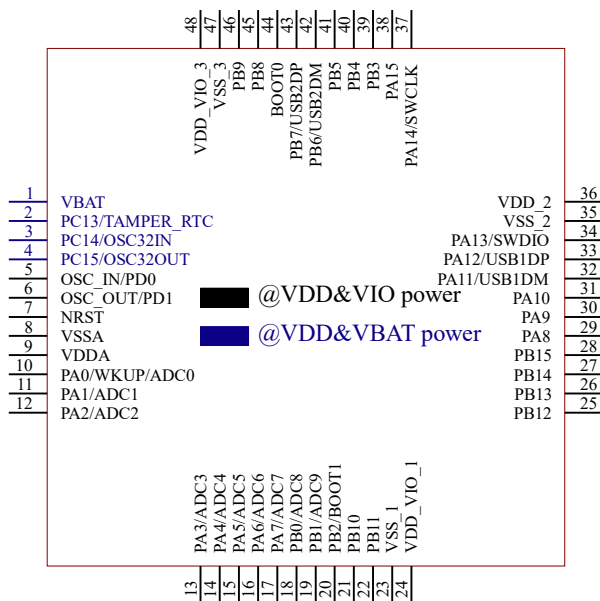 48
47
46
45
44
43
42
41
40
39
38
37
VDD_VIO_3
VSS_3
PB9
PB8
BOOT0
PB7/USB2DP
PB6/USB2DM
PB5
PB4
PB3
PA15
PA14/SWCLK
1 VBAT
2 PC13/TAMPER_RTC
3 PC14/OSC32IN
4 PC15/OSC32OUT
5 OSC_IN/PD0
6 OSC_OUT/PD1
7 NRST
8 VSSA
9 VDDA
10 PA0/WKUP/ADC0
11 PA1/ADC1
12 PA2/ADC2
@VDD&VIO power
@VDD&VBAT power
VDD_2 36
VSS_2 35
PA13/SWDIO 34
PA12/USB1DP 33
PA11/USB1DM 32
PA10 31
PA9 30
PA8 29
PB15 28
PB14 27
PB13 26
PB12 25
PA3/ADC3
PA4/ADC4
PA5/ADC5
PA6/ADC6
PA7/ADC7
PB0/ADC8
PB1/ADC9
PB2/BOOT1
PB10
PB11
VSS_1
VDD_VIO_1
13
14
15
16
17
18
19
20
21
22
23
24